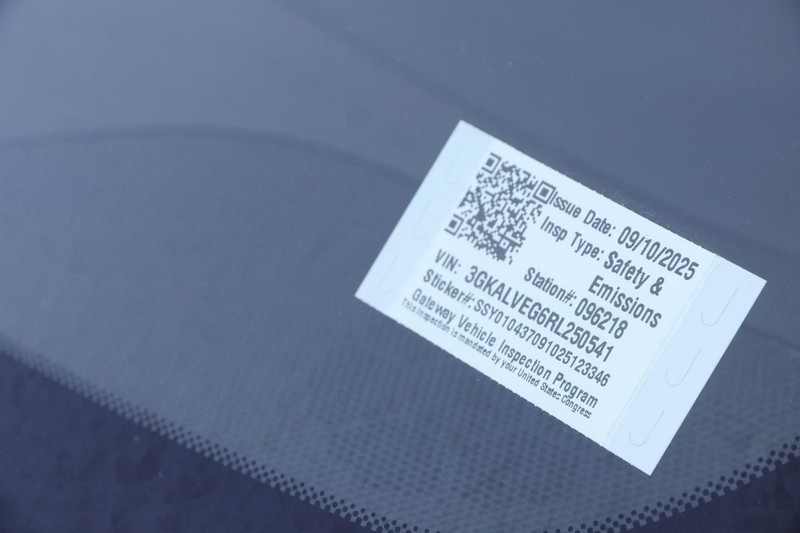 Issue Date: 09/10/2025
Insp Type: Safety &
Emissions
Station#: 096218
VIN: 3GKALVEG6RL250541
Sticker#: SSY010437091025123346
Gateway Vehicle Inspection Program
This inspection is mandated by your United States Congress